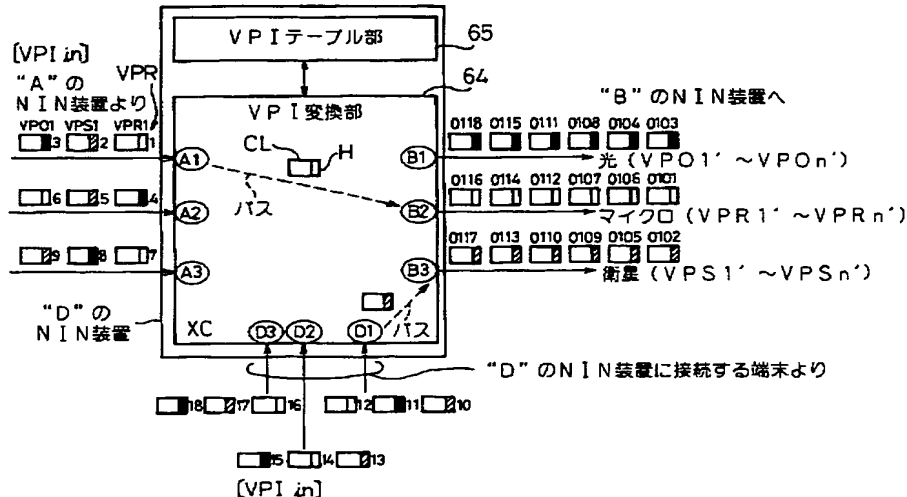 VPIテーブル部
65
[VPI in]
"A"の
NIN装置より
VPR
64
VPI変換部
"B"のNIN装置へ
VPO1 VPS1 VPR1
3 2 1
A1
CL
H
B1
0118 0115 0111 0108 0104 0103
光(VPO1´~VPOn´)
6 5 4
A2
パス
B2
0116 0114 0112 0107 0106 0101
マイクロ(VPR1´~VPRn´)
9 8 7
A3
B3
0117 0113 0110 0109 0105 0102
衛星(VPS1´~VPSn´)
"D"の
NIN装置
XC
D3 D2 D1
パス
"D"のNIN装置に接続する端末より
18 17 16 12 11 10
15 14 13
[VPI in]